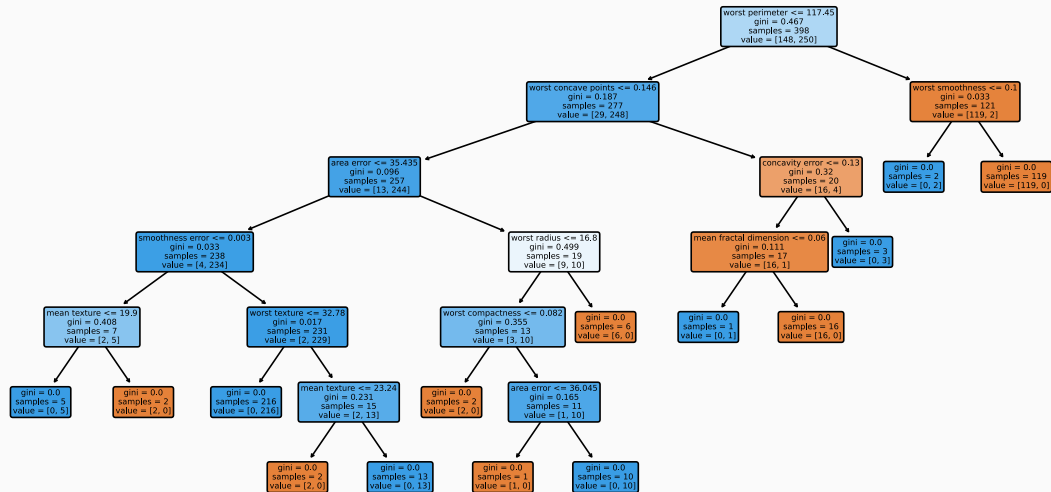 worst perimeter <= 117.45
gini = 0.467
samples = 398
value = [148, 250]
worst concave points <= 0.146
gini = 0.187
samples = 277
value = [29, 248]
worst smoothness <= 0.1
gini = 0.033
samples = 121
value = [119, 2]
area error <= 35.435
gini = 0.096
samples = 257
value = [13, 244]
concavity error <= 0.13
gini = 0.32
samples = 20
value = [16, 4]
gini = 0.0
samples = 2
value = [0, 2]
gini = 0.0
samples = 119
value = [119, 0]
smoothness error <= 0.003
gini = 0.033
samples = 238
value = [4, 234]
worst radius <= 16.8
gini = 0.499
samples = 19
value = [9, 10]
mean fractal dimension <= 0.06
gini = 0.111
samples = 17
value = [16, 1]
gini = 0.0
samples = 3
value = [0, 3]
mean texture <= 19.9
gini = 0.408
samples = 7
value = [2, 5]
worst texture <= 32.78
gini = 0.017
samples = 231
value = [2, 229]
worst compactness <= 0.082
gini = 0.355
samples = 13
value = [3, 10]
gini = 0.0
samples = 6
value = [6, 0]
gini = 0.0
samples = 1
value = [0, 1]
gini = 0.0
samples = 16
value = [16, 0]
gini = 0.0
samples = 5
value = [0, 5]
gini = 0.0
samples = 2
value = [2, 0]
gini = 0.0
samples = 216
value = [0, 216]
mean texture <= 23.24
gini = 0.231
samples = 15
value = [2, 13]
gini = 0.0
samples = 2
value = [2, 0]
area error <= 36.045
gini = 0.165
samples = 11
value = [1, 10]
gini = 0.0
samples = 2
value = [2, 0]
gini = 0.0
samples = 13
value = [0, 13]
gini = 0.0
samples = 1
value = [1, 0]
gini = 0.0
samples = 10
value = [0, 10]